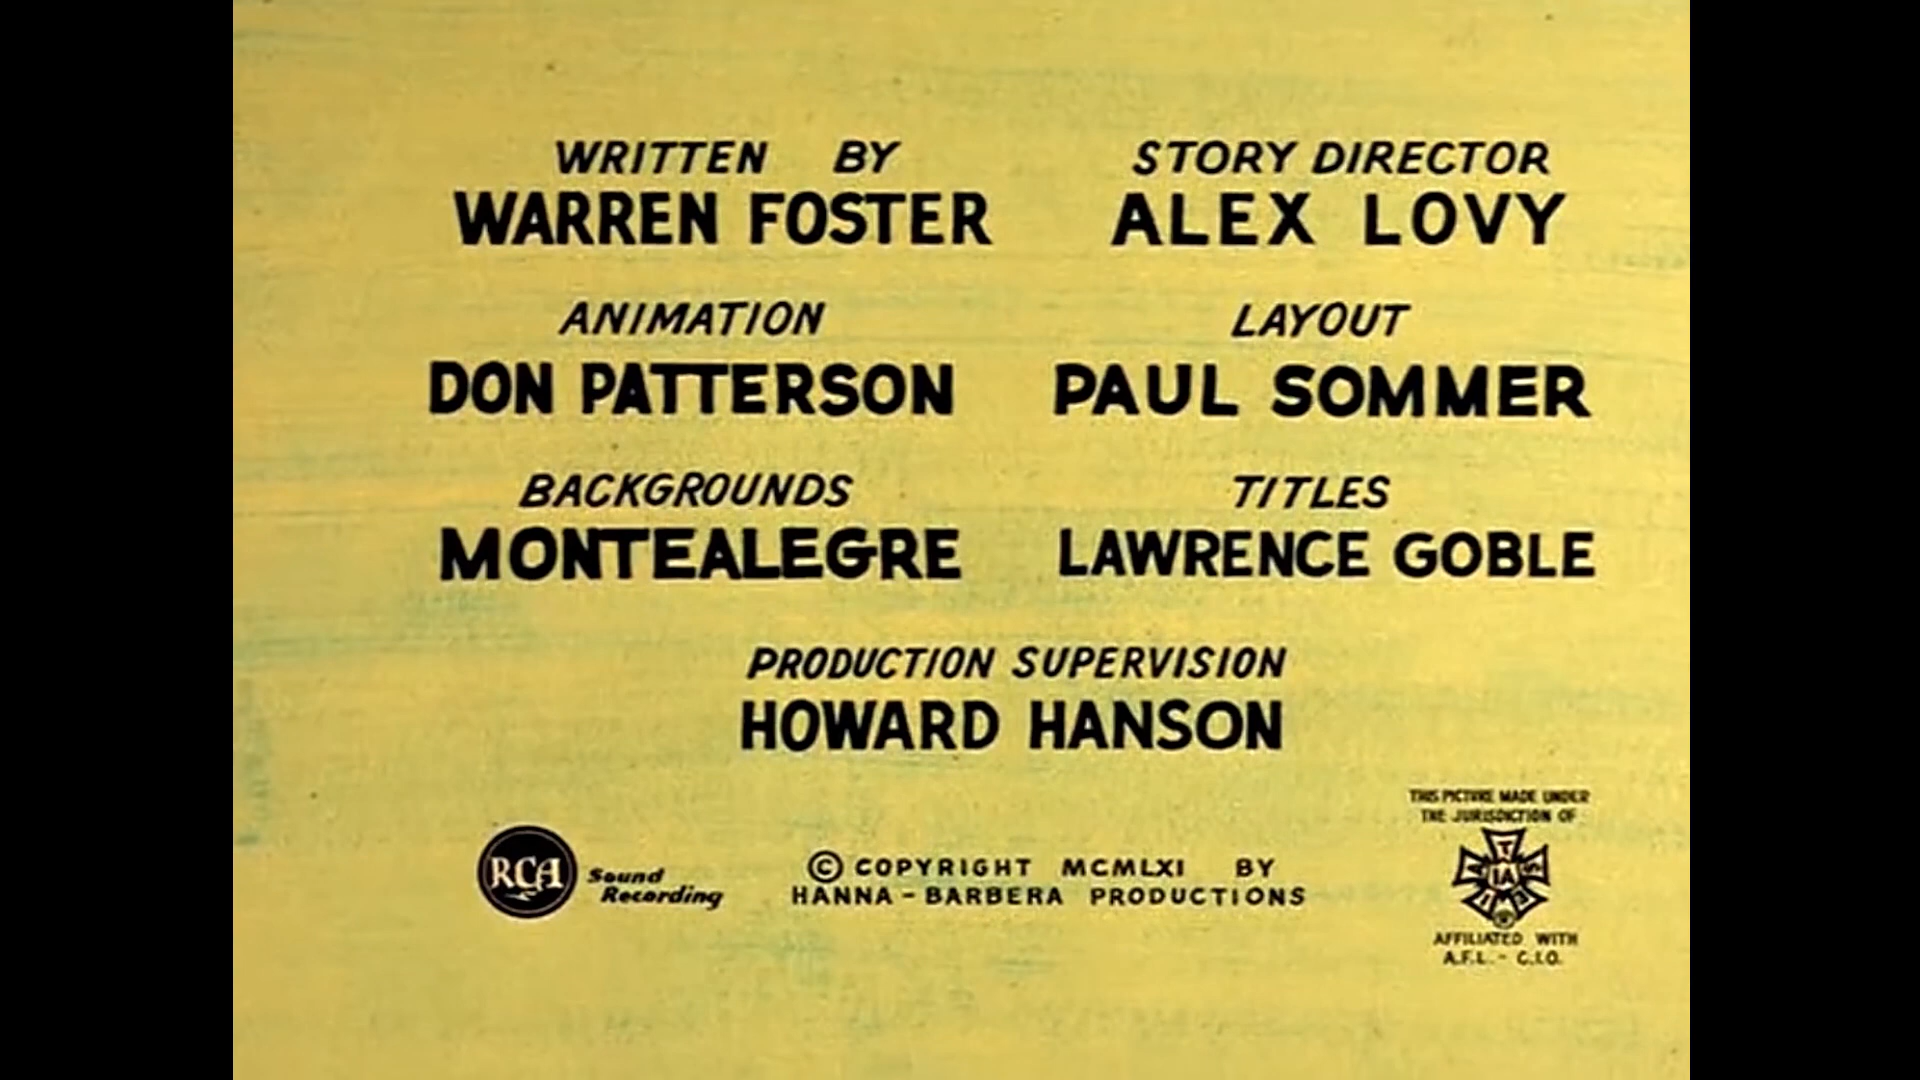 WRITTEN BY
WARREN FOSTER
STORY DIRECTOR
ALEX LOVY
ANIMATION
DON PATTERSON
LAYOUT
PAUL SOMMER
BACKGROUNDS
MONTEALEGRE
TITLES
LAWRENCE GOBLE
PRODUCTION SUPERVISION
HOWARD HANSON
RCA
Sound
Recording
© COPYRIGHT MCMLXI BY
HANNA-BARBERA PRODUCTIONS
THIS PICTURE MADE UNDER
THE JURISDICTION OF
IATSE
AFFILIATED WITH
A.F.L.-C.I.O.